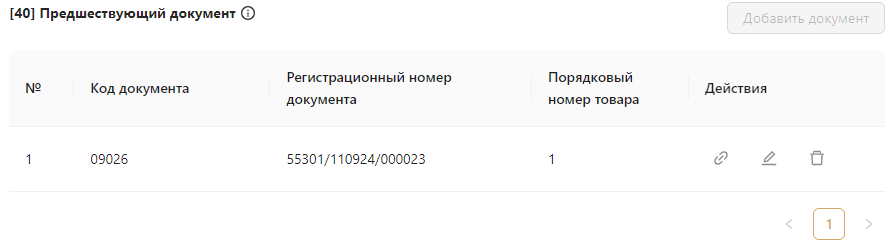 [40] Предшествующий документ
Добавить документ
№
Код документа
Регистрационный номер
документа
Порядковый
номер товара
Действия
1
09026
55301/110924/000023
1
1